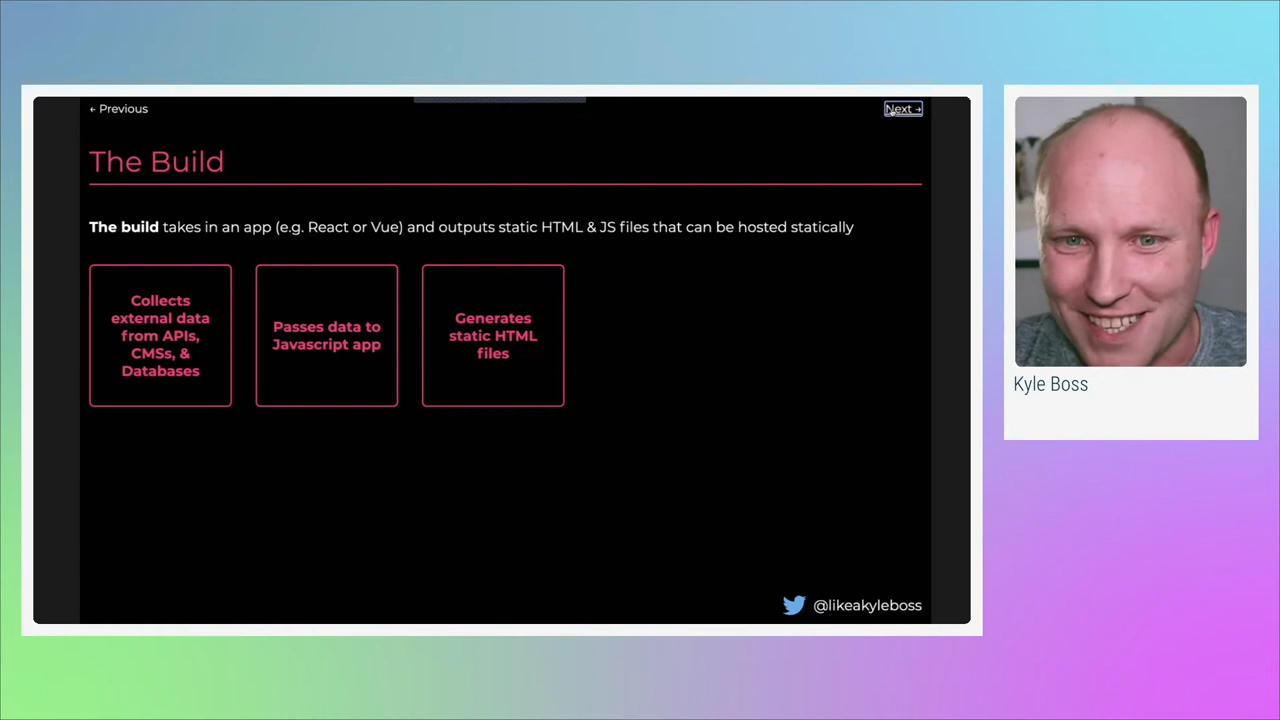 ← Previous
Next →
The Build
The build takes in an app (e.g. React or Vue) and outputs static HTML & JS files that can be hosted statically
Collects
external data
from APIs,
CMSs, &
Databases
Passes data to
Javascript app
Generates
static HTML
files
@likeakyleboss
Kyle Boss